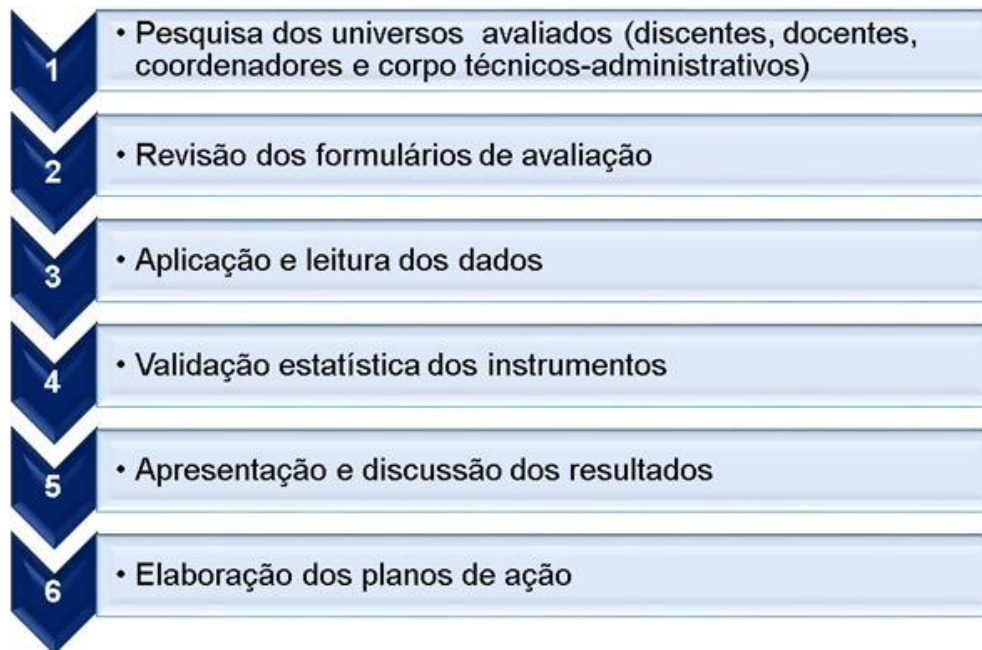 1
• Pesquisa dos universos avaliados (discentes, docentes,
coordenadores e corpo técnicos-administrativos)
2
• Revisão dos formulários de avaliação
3
• Aplicação e leitura dos dados
4
• Validação estatística dos instrumentos
5
• Apresentação e discussão dos resultados
6
• Elaboração dos planos de ação